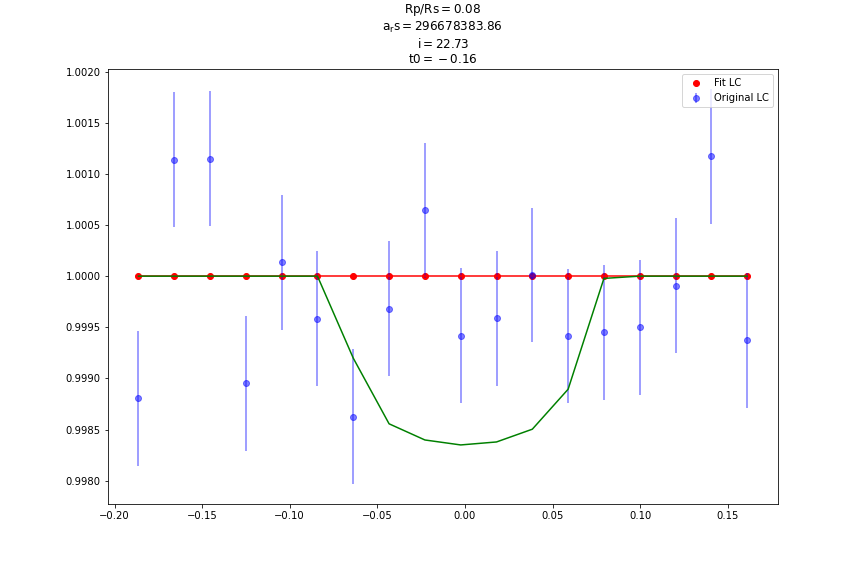 Rp/Rs = 0.08
a_rs = 296678383.86
i = 22.73
t0 = −0.16
Fit LC
Original LC
1.0020
1.0015
1.0010
1.0005
1.0000
0.9995
0.9990
0.9985
0.9980
−0.20 −0.15 −0.10 −0.05 0.00 0.05 0.10 0.15